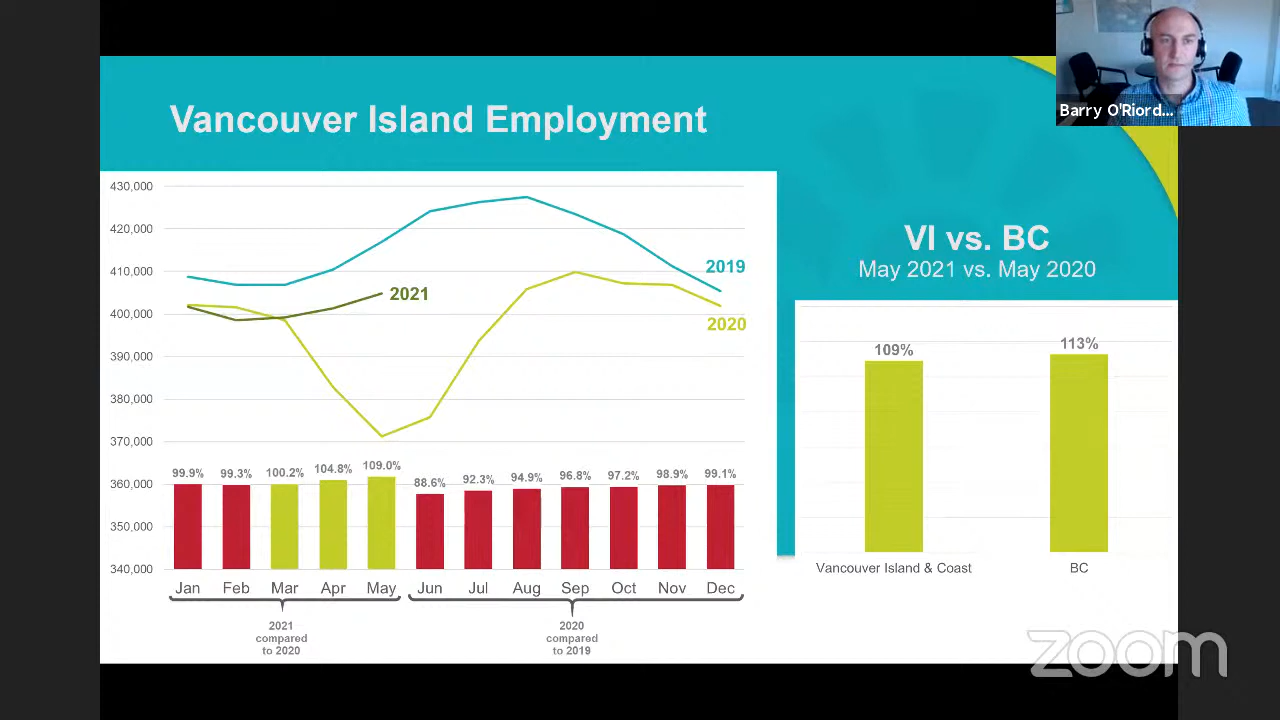 Barry O'Riord...
Vancouver Island Employment
430,000
420,000
410,000
400,000
390,000
380,000
370,000
360,000
350,000
340,000
2019
2021
2020
99.9% 99.3% 100.2% 104.8% 109.0% 88.6% 92.3% 94.9% 96.8% 97.2% 98.9% 99.1%
Jan Feb Mar Apr May Jun Jul Aug Sep Oct Nov Dec
2021
compared
to 2020
2020
compared
to 2019
VI vs. BC
May 2021 vs. May 2020
109% 113%
Vancouver Island & Coast BC
zoom